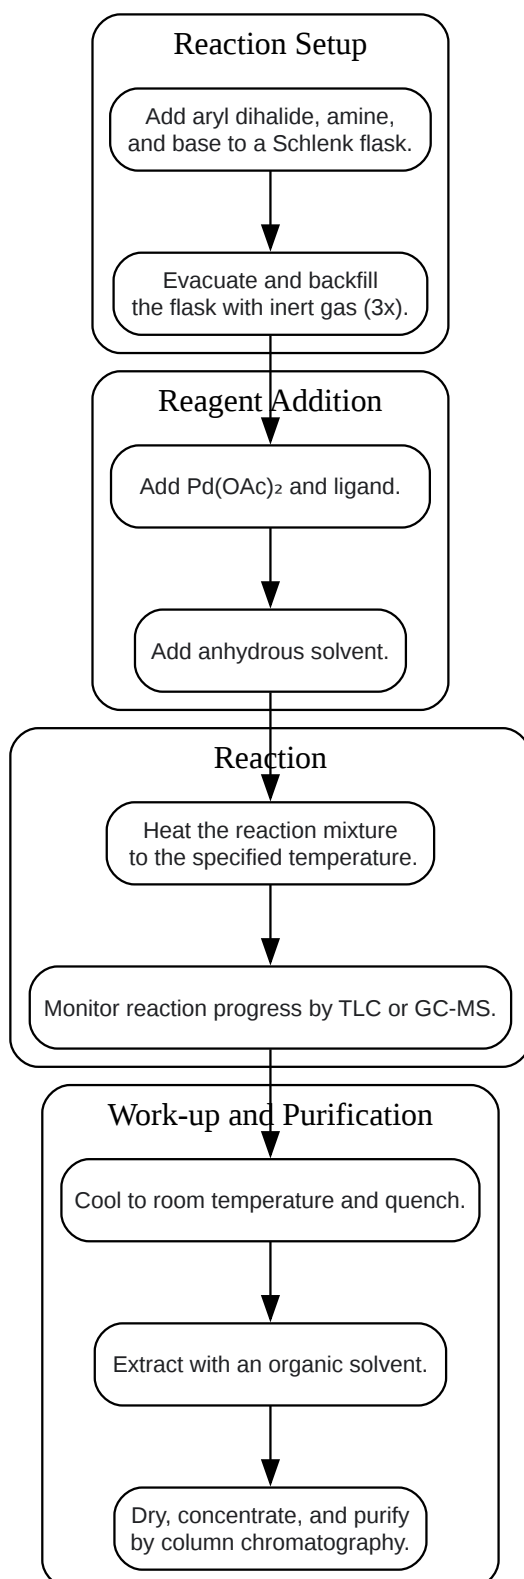 Reaction Setup
Add aryl dihalide, amine,
and base to a Schlenk flask.
Evacuate and backfill
the flask with inert gas (3x).
Reagent Addition
Add Pd(OAc)₂ and ligand.
Add anhydrous solvent.
Reaction
Heat the reaction mixture
to the specified temperature.
Monitor reaction progress by TLC or GC-MS.
Work-up and Purification
Cool to room temperature and quench.
Extract with an organic solvent.
Dry, concentrate, and purify
by column chromatography.